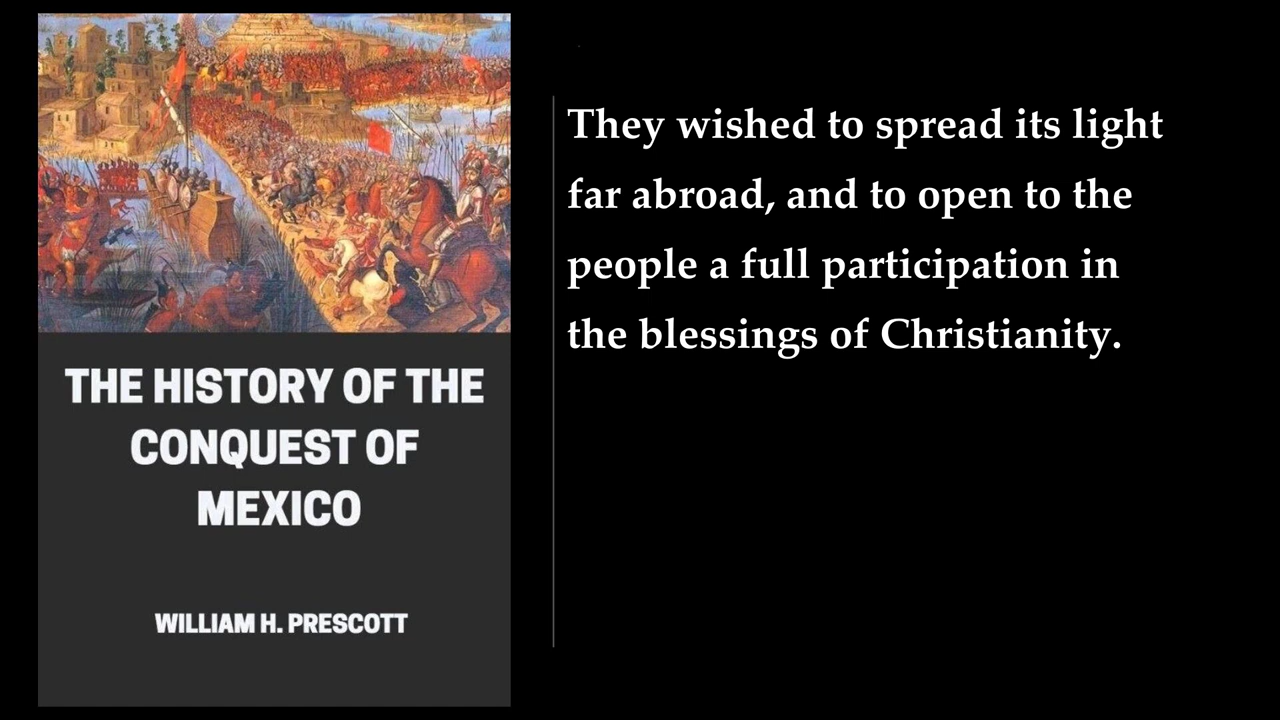 THE HISTORY OF THE
CONQUEST OF
MEXICO
WILLIAM H. PRESCOTT
They wished to spread its light
far abroad, and to open to the
people a full participation in
the blessings of Christianity.